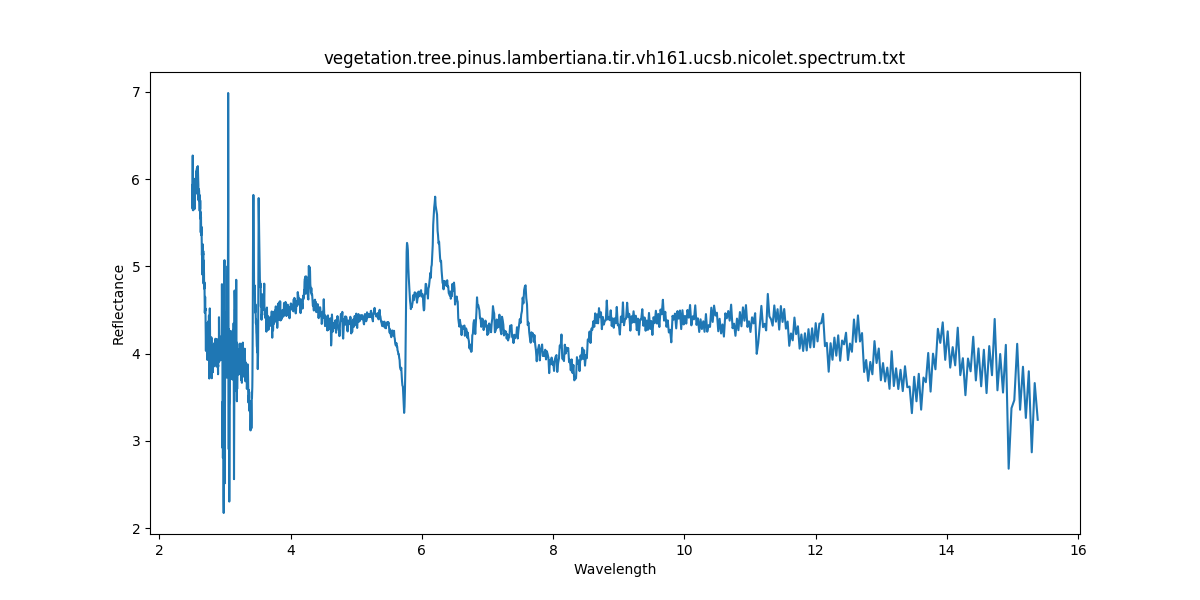 vegetation.tree.pinus.lambertiana.tir.vh161.ucsb.nicolet.spectrum.txt
7
6
5
4
3
2
Reflectance
2 4 6 8 10 12 14 16
Wavelength